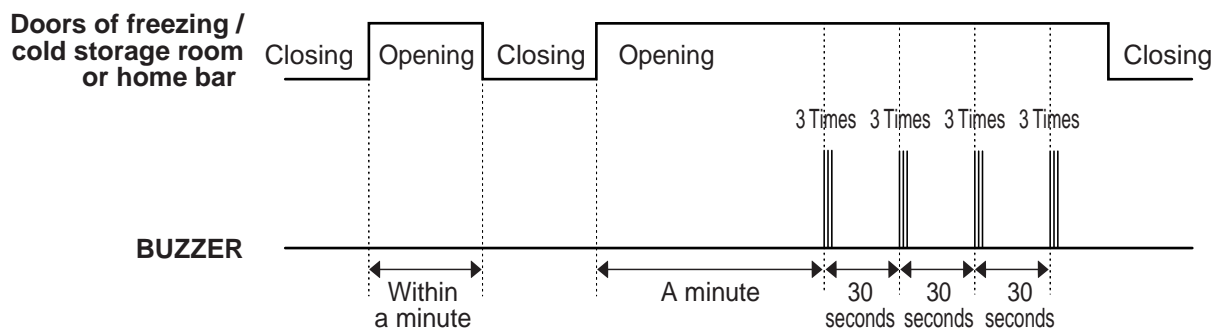 Doors of freezing /
cold storage room
or home bar
Closing Opening Closing Opening Closing
3 Times 3 Times 3 Times 3 Times
BUZZER
Within
a minute
A minute
30
seconds
30
seconds
30
seconds